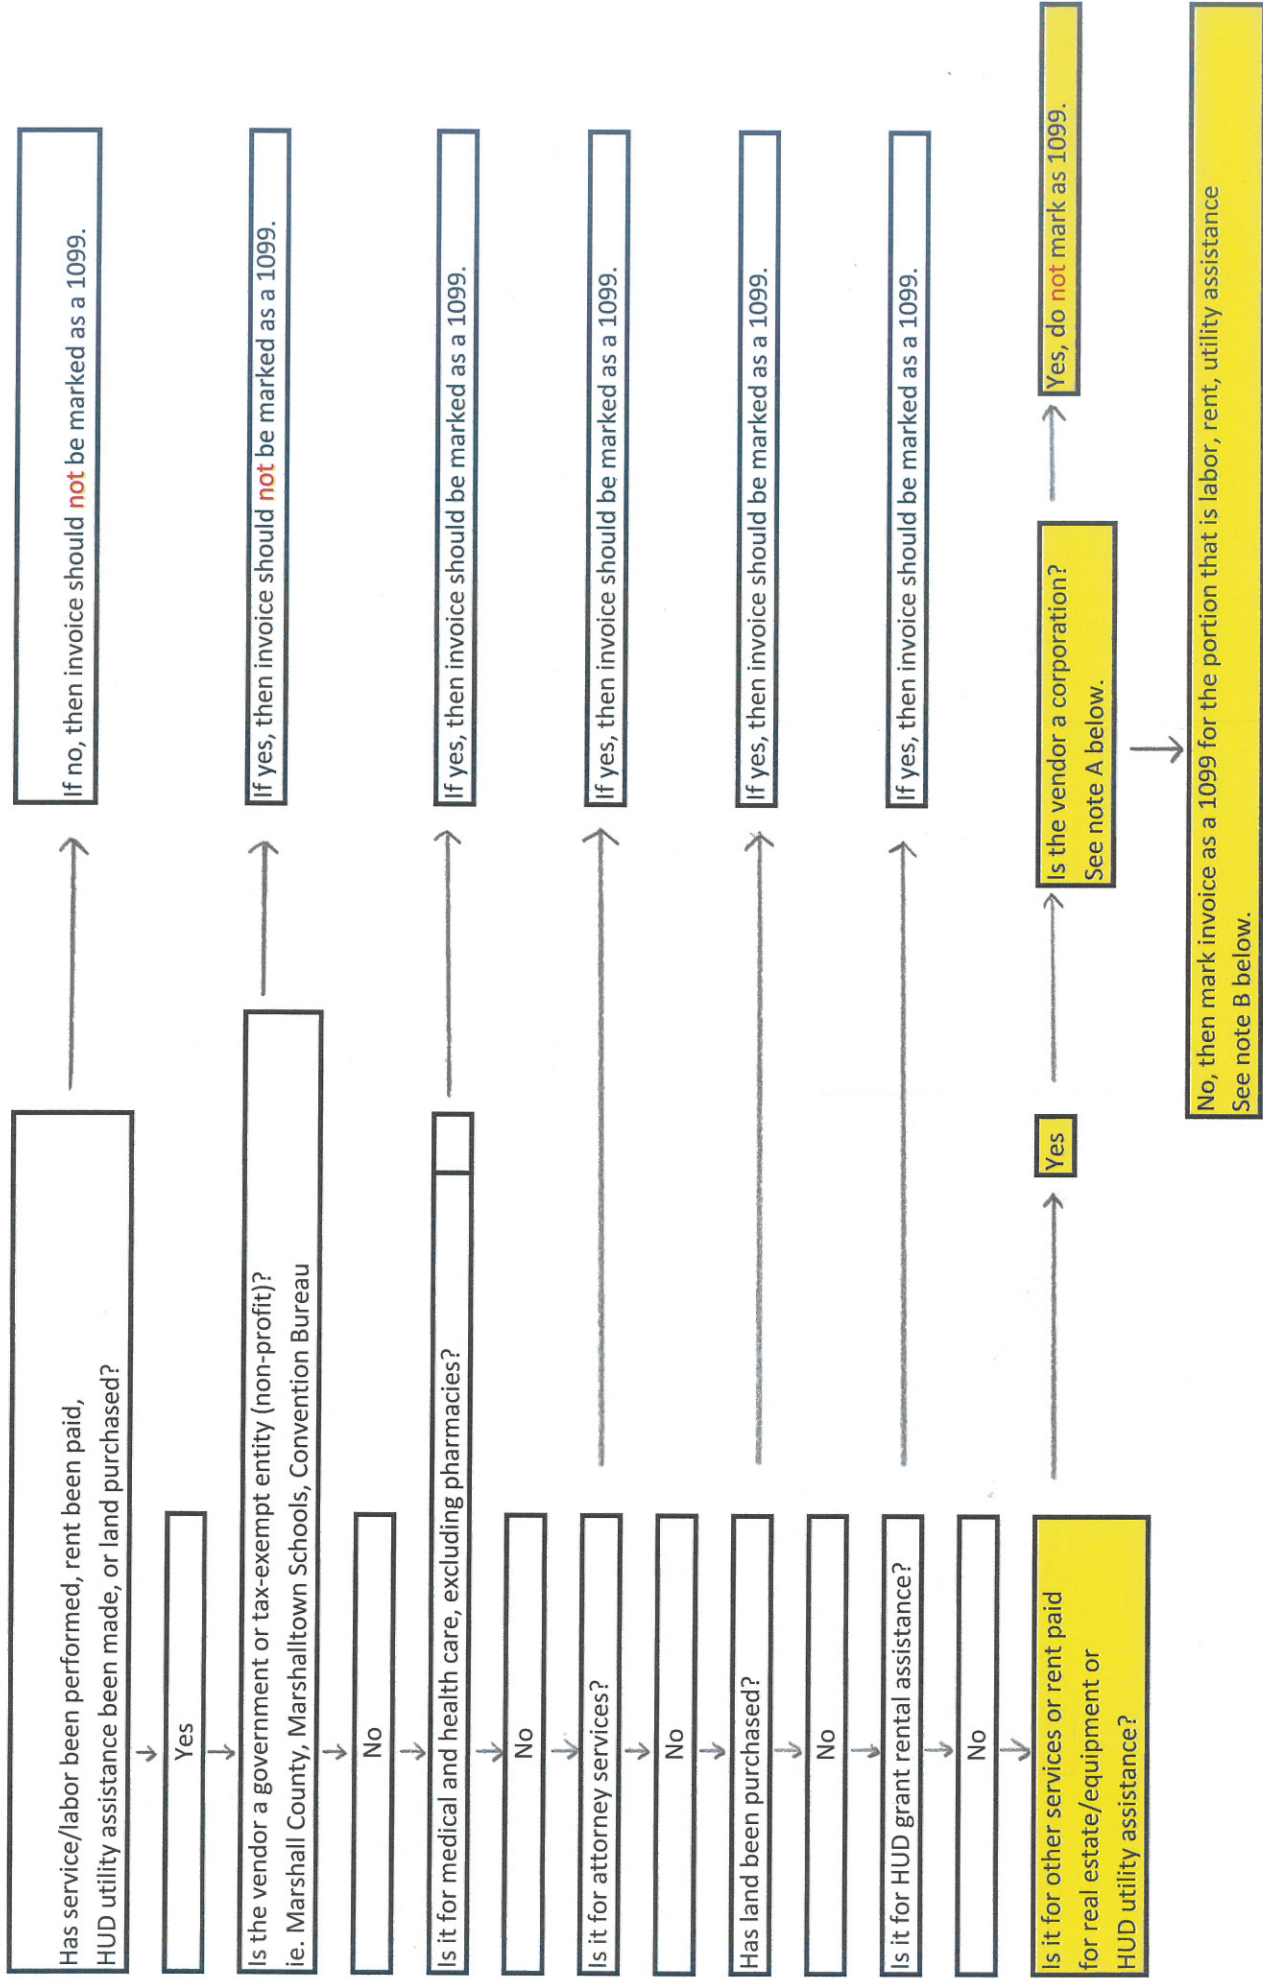 Has service/labor been performed, rent been paid,
HUD utility assistance been made, or land purchased?
If no, then invoice should not be marked as a 1099.
Yes
Is the vendor a government or tax-exempt entity (non-profit)?
ie. Marshall County, Marshalltown Schools, Convention Bureau
If yes, then invoice should not be marked as a 1099.
No
Is it for medical and health care, excluding pharmacies?
If yes, then invoice should be marked as a 1099.
No
Is it for attorney services?
If yes, then invoice should be marked as a 1099.
No
Has land been purchased?
If yes, then invoice should be marked as a 1099.
No
Is it for HUD grant rental assistance?
If yes, then invoice should be marked as a 1099.
No
Is it for other services or rent paid
for real estate/equipment or
HUD utility assistance?
Yes
Is the vendor a corporation?
See note A below.
Yes, do not mark as 1099.
No, then mark invoice as a 1099 for the portion that is labor, rent, utility assistance
See note B below.